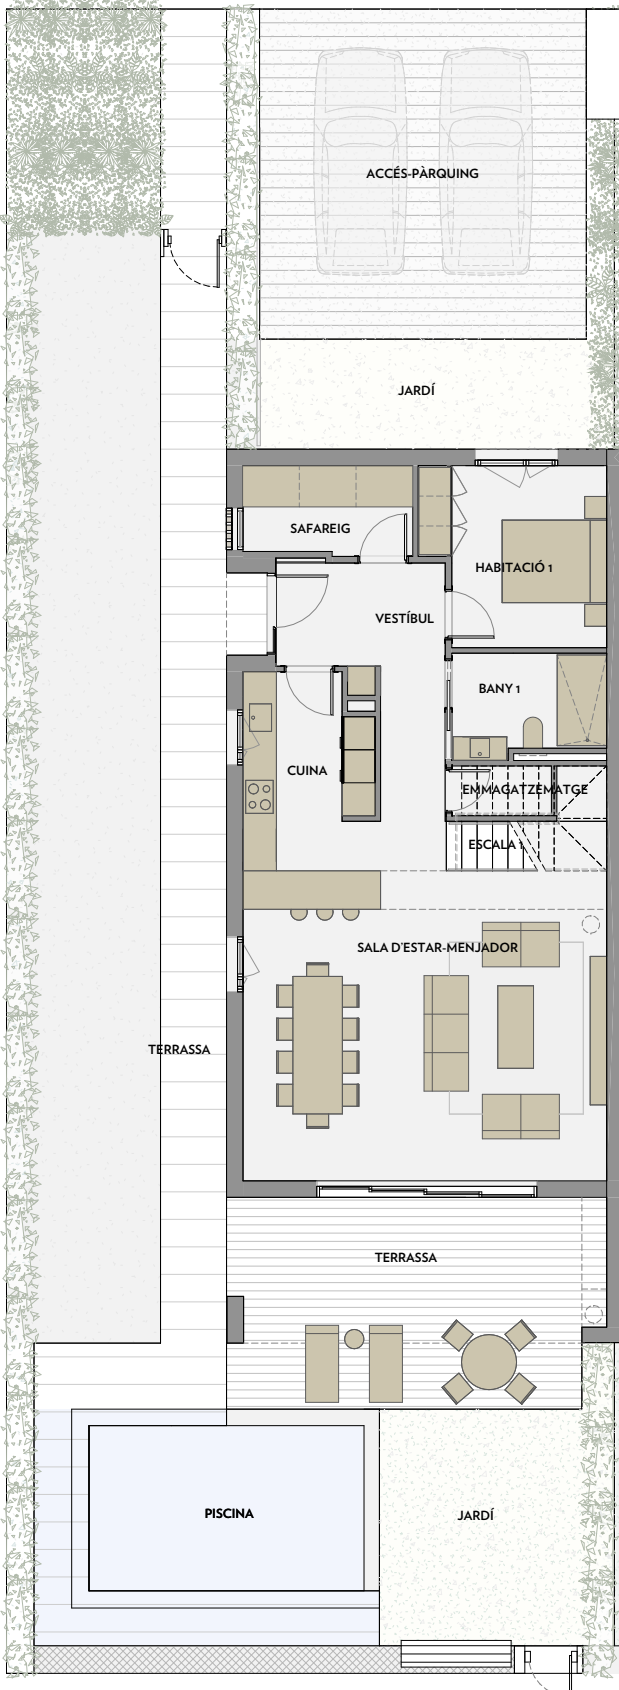 ACCÉS-PÀRQUING
JARDÍ
SAFAREIG
HABITACIÓ 1
VESTÍBUL
BANY 1
CUINA
EMMAGATZEMATGE
ESCALA 1
SALA D'ESTAR-MENJADOR
TERRASSA
TERRASSA
PISCINA
JARDÍ